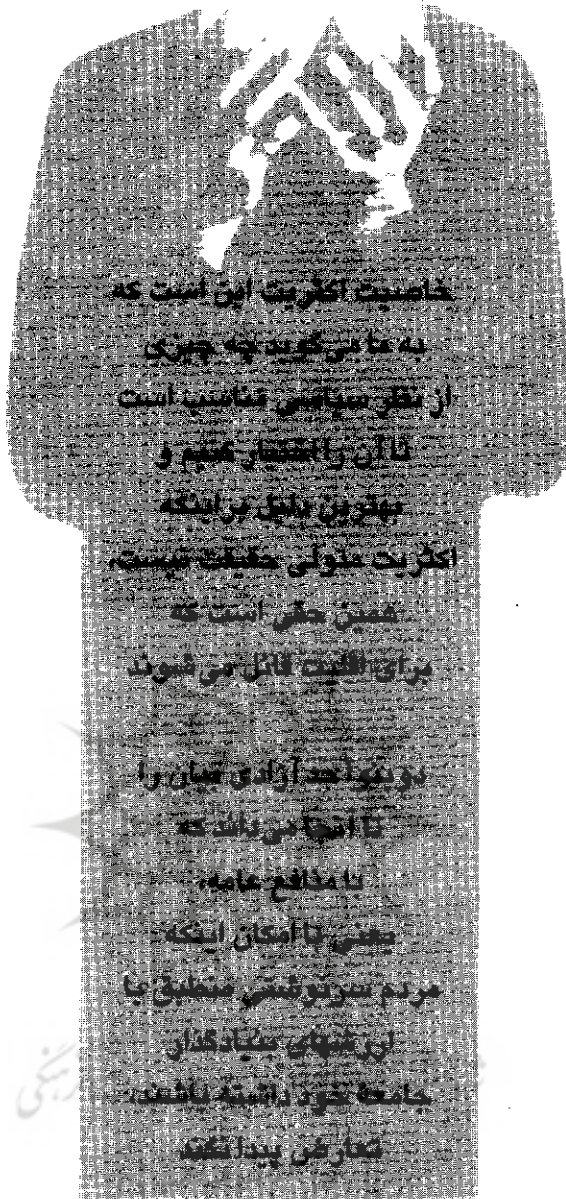 خاصیت اکثریت این است که
به ما می‌گوید چه چیزی
از نظر سیاسی مناسب است
تا آن را اختیار کنیم و
بهترین دلیل بر اینکه
اکثریت متولی حقیقت نیست،
همین حقی است که
برای اقلیت قائل می‌شوند
دوبنوا حد آزادی بیان را
تا آنجا می‌داند که
با منافع عامه،
یعنی با امکان اینکه
مردم سرنوشتی منطبق با
ارزشهای بنیادگذار
جامعهٔ خود داشته باشند،
تعارض پیدا نکند